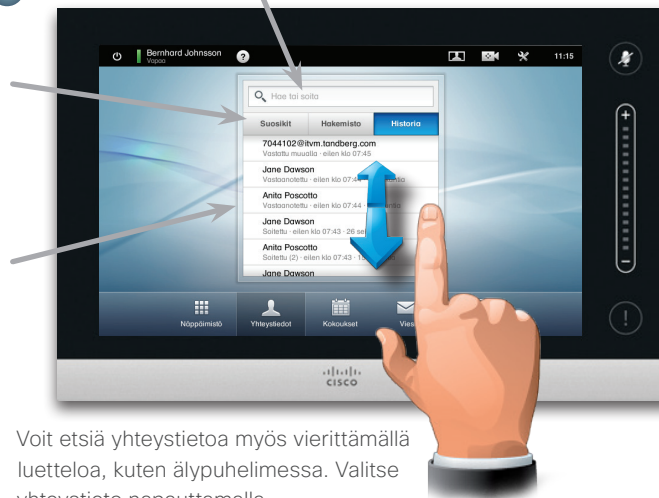 Bernhard Johnsson
Vapaa
?
11:15
Hae tai soita
Suosikit Hakemisto Historia
7044102@itvm.tandberg.com
Vastattu muualla · eilen klo 07:45
Jane Dawson
Vastaanotettu · eilen klo 07:44
Anita Poscotto
Vastaanotettu · eilen klo 07:44
Jane Dawson
Soitettu · eilen klo 07:43 · 26
Anita Poscotto
Soitettu (2) · eilen klo 07:43
Jane Dawson
Näppäimistö Yhteystiedot Kokoukset
+
−
!
CISCO
Voit etsiä yhteystietoa myös vierittämällä
luetteloa, kuten älypuhelimessa. Valitse
yhteystieto napauttamalla.